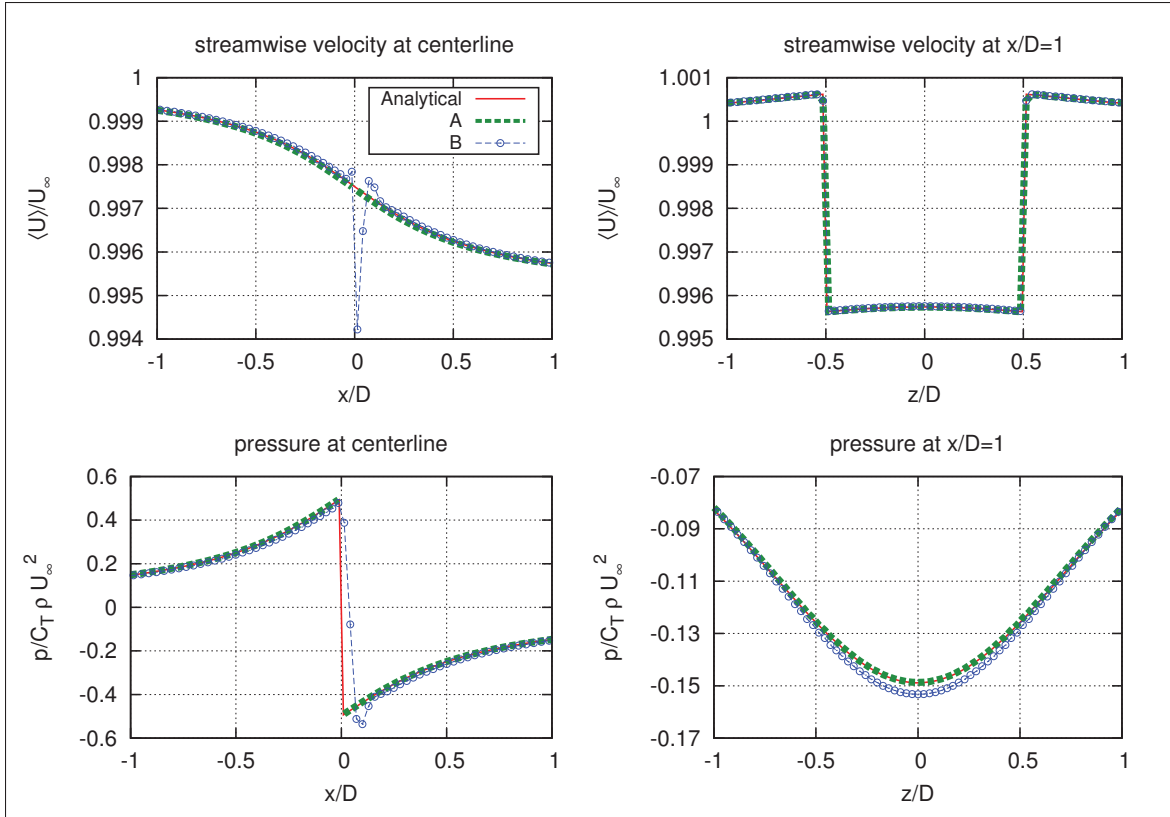 streamwise velocity at centerline
1
0.999
0.998
0.997
0.996
0.995
0.994
⟨U⟩/U∞
Analytical
A
B
-1 -0.5 0 0.5 1
x/D
streamwise velocity at x/D=1
1.001
1
0.999
0.998
0.997
0.996
0.995
⟨U⟩/U∞
-1 -0.5 0 0.5 1
z/D
pressure at centerline
0.6
0.4
0.2
0
-0.2
-0.4
-0.6
p/C_T ρ U∞²
-1 -0.5 0 0.5 1
x/D
pressure at x/D=1
-0.07
-0.09
-0.11
-0.13
-0.15
-0.17
p/C_T ρ U∞²
-1 -0.5 0 0.5 1
z/D